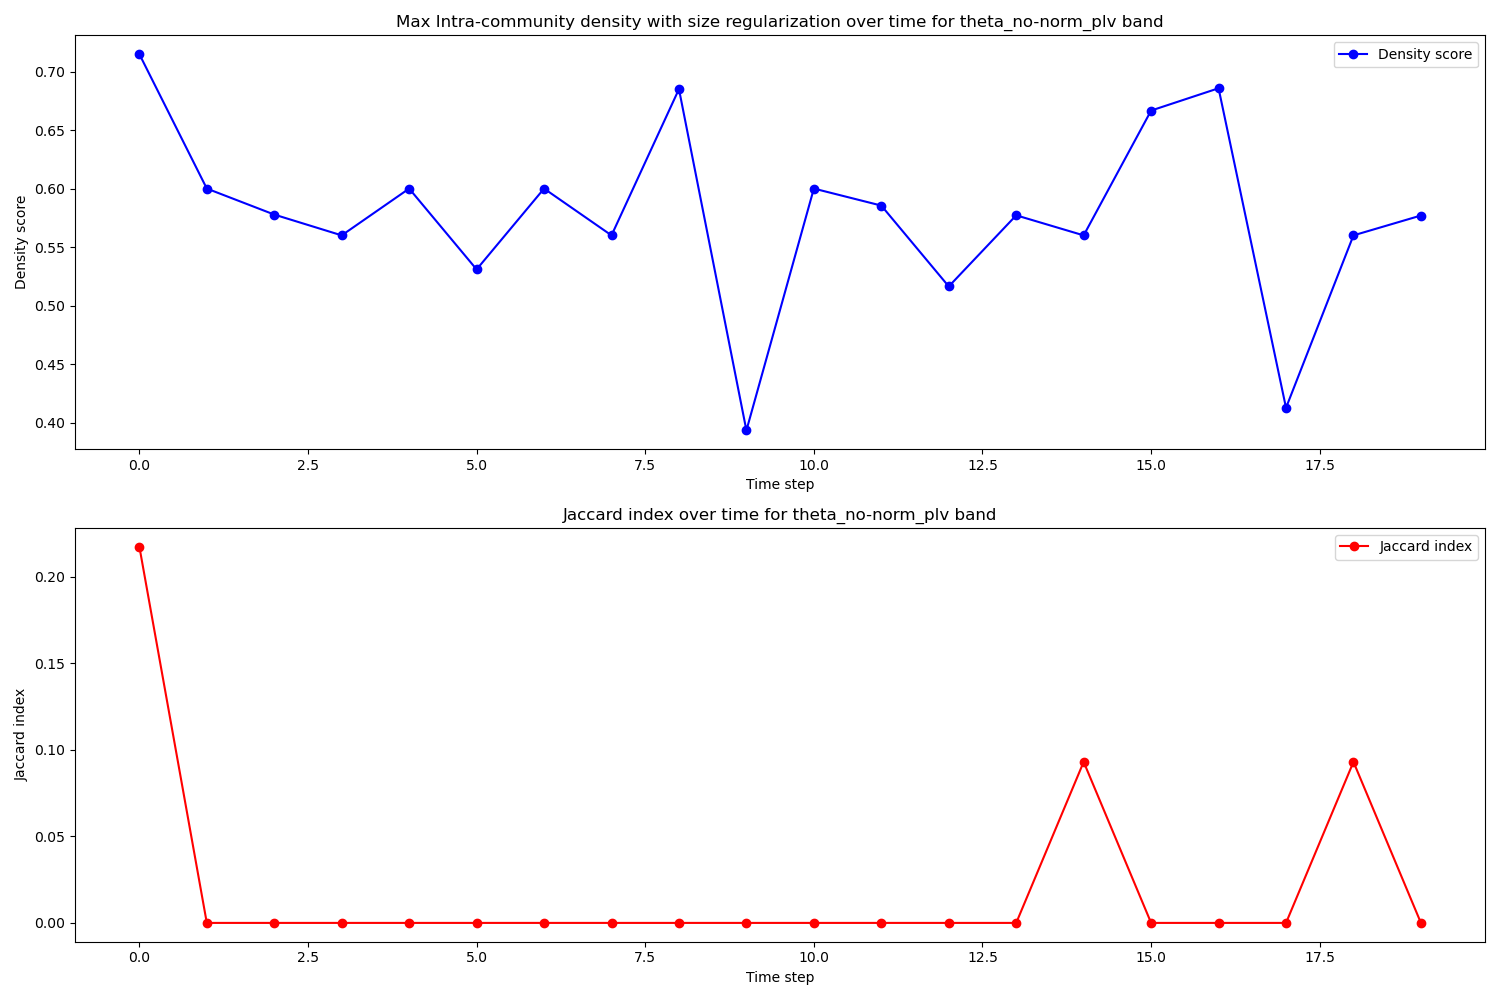 Max Intra-community density with size regularization over time for theta_no-norm_plv band
Density score
0.70
0.65
0.60
0.55
0.50
0.45
0.40
Density score
0.0 2.5 5.0 7.5 10.0 12.5 15.0 17.5
Time step
Jaccard index over time for theta_no-norm_plv band
Jaccard index
0.20
0.15
0.10
0.05
0.00
Jaccard index
0.0 2.5 5.0 7.5 10.0 12.5 15.0 17.5
Time step